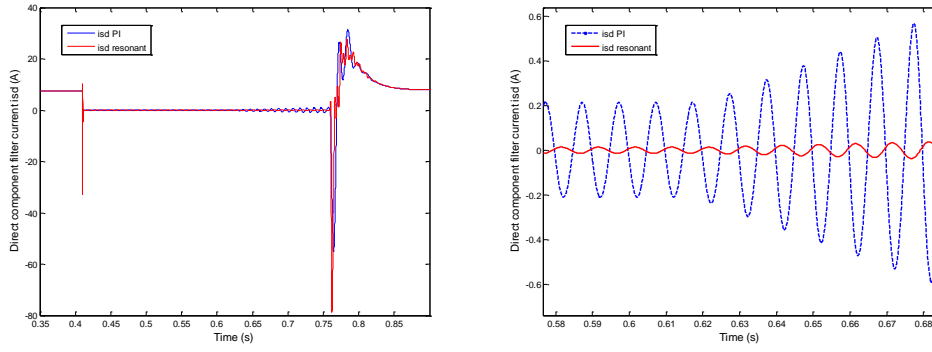 40
20
0
-20
-40
-60
-80
0.35 0.4 0.45 0.5 0.55 0.6 0.65 0.7 0.75 0.8 0.85
Time (s)
Direct component filter current isd (A)
isd PI
isd resonant
0.6
0.4
0.2
0
-0.2
-0.4
-0.6
0.58 0.59 0.6 0.61 0.62 0.63 0.64 0.65 0.66 0.67 0.68
Time (s)
Direct component filter current isd (A)
isd PI
isd resonant